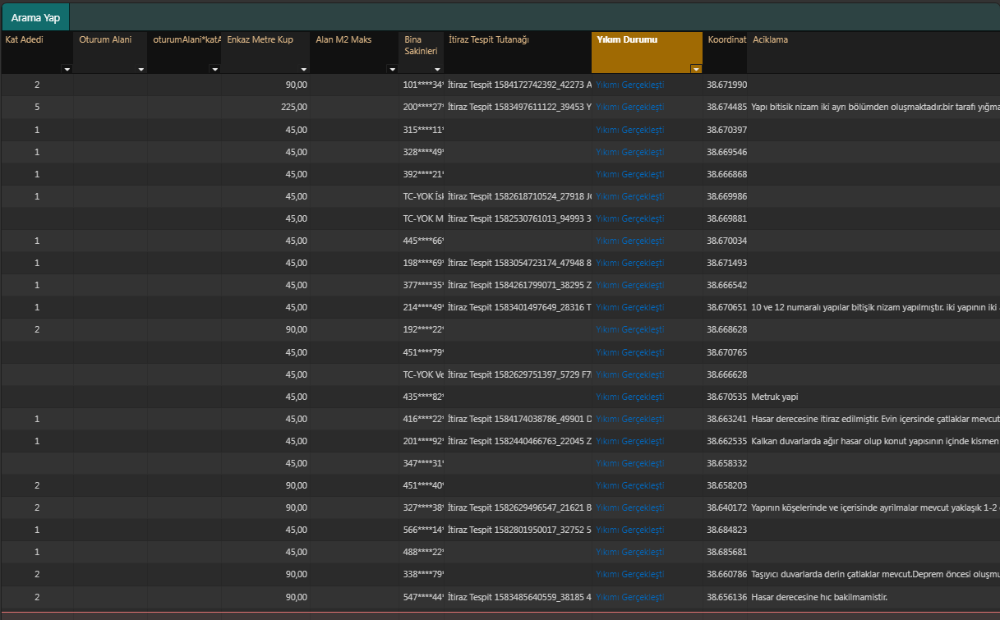 Arama Yap
Kat Adedi Oturum Alani oturumAlani*katA Enkaz Metre Kup Alan M2 Maks Bina Sakinleri İtiraz Tespit Tutanağı Yıkım Durumu Koordinat Aciklama
2 90,00 101****34* İtiraz Tespit 1584172742392_42273 A Yıkımı Gerçekleşti 38.671990
5 225,00 200****27* İtiraz Tespit 1583497611122_39453 Y Yıkımı Gerçekleşti 38.674485 Yapı bitisik nizam iki ayrı bölümden oluşmaktadır.bir tarafı yığma
1 45,00 315****11* Yıkımı Gerçekleşti 38.670397
1 45,00 328****49* Yıkımı Gerçekleşti 38.669546
1 45,00 392****21* Yıkımı Gerçekleşti 38.666868
1 45,00 TC-YOK İsl İtiraz Tespit 1582618710524_27918 Yıkımı Gerçekleşti 38.669986
45,00 TC-YOK M İtiraz Tespit 1582530761013_94993 3 Yıkımı Gerçekleşti 38.669881
1 45,00 445****66* Yıkımı Gerçekleşti 38.670034
1 45,00 198****69* İtiraz Tespit 1583054723174_47948 8 Yıkımı Gerçekleşti 38.671493
1 45,00 377****35* İtiraz Tespit 1584261799071_38295 Z Yıkımı Gerçekleşti 38.666542
1 45,00 214****49* İtiraz Tespit 1583401497649_28316 T Yıkımı Gerçekleşti 38.670651 10 ve 12 numaralı yapılar bitişik nizam yapılmıştır. iki yapının iki
2 90,00 192****22* Yıkımı Gerçekleşti 38.668628
45,00 451****79* Yıkımı Gerçekleşti 38.670765
45,00 TC-YOK Ve İtiraz Tespit 1582629751397_5729 F7 Yıkımı Gerçekleşti 38.666628
45,00 435****82* Yıkımı Gerçekleşti 38.670535 Metruk yapi
1 45,00 416****22* İtiraz Tespit 1584174038786_49901 D Yıkımı Gerçekleşti 38.663241 Hasar derecesine itiraz edilmiştir. Evin içersinde çatlaklar mevcut
1 45,00 201****92* İtiraz Tespit 1582440466763_22045 Z Yıkımı Gerçekleşti 38.662535 Kalkan duvarlarda ağır hasar olup konut yapısının içinde kismen
45,00 347****31* Yıkımı Gerçekleşti 38.658332
2 90,00 451****40* Yıkımı Gerçekleşti 38.658203
2 90,00 327****38* İtiraz Tespit 1582629496547_21621 B Yıkımı Gerçekleşti 38.640172 Yapının köşelerinde ve içerisinde ayrilmalar mevcut yaklaşık 1-2
1 45,00 566****14* İtiraz Tespit 1582801950017_32752 5 Yıkımı Gerçekleşti 38.684823
1 45,00 488****22* Yıkımı Gerçekleşti 38.685681
2 90,00 338****79* Yıkımı Gerçekleşti 38.660786 Taşıyıcı duvarlarda derin çatlaklar mevcut.Deprem öncesi oluşmu
2 90,00 547****44* İtiraz Tespit 1583485640559_38185 4 Yıkımı Gerçekleşti 38.656136 Hasar derecesine hıc bakilmamistir.